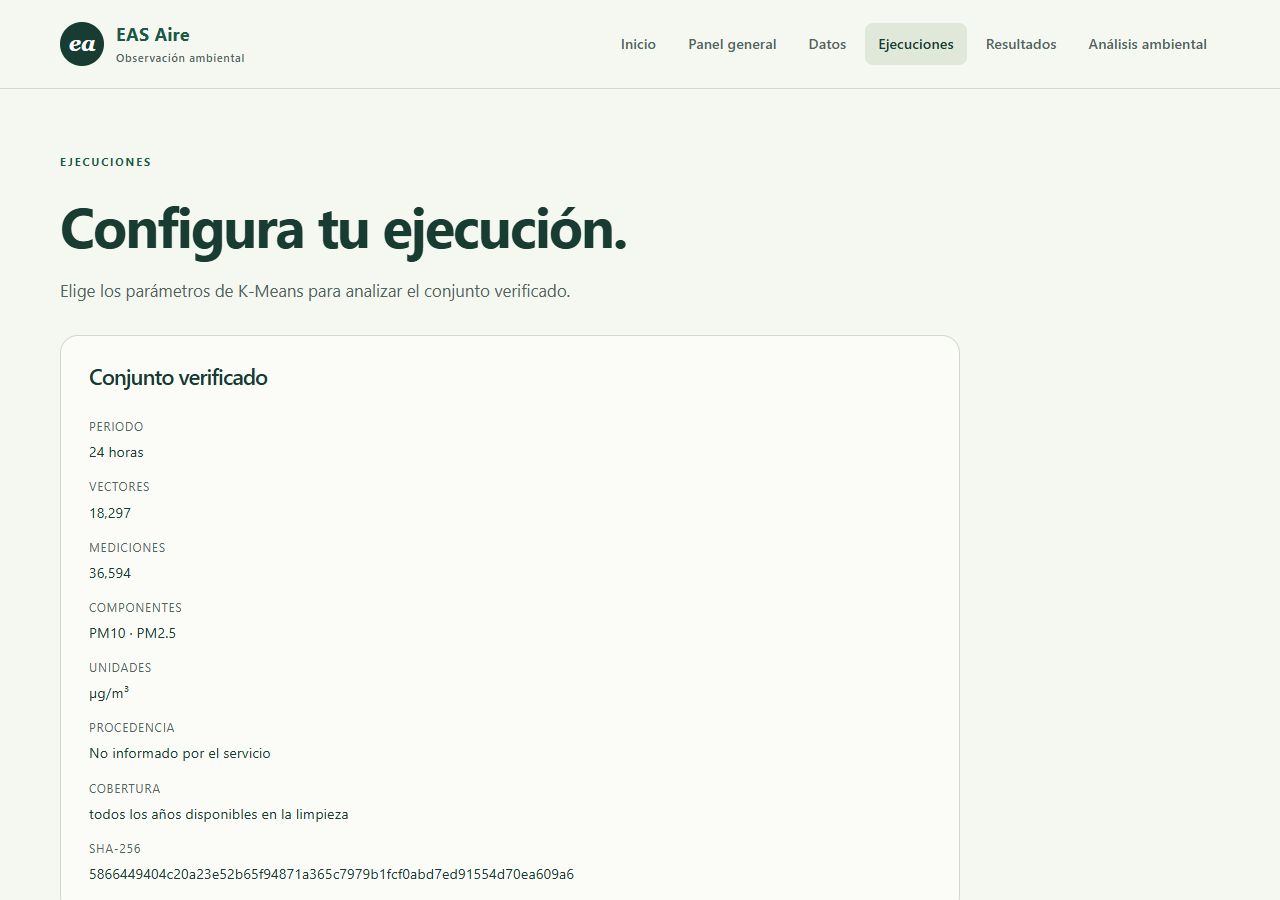 ea
EAS Aire
Observación ambiental
Inicio
Panel general
Datos
Ejecuciones
Resultados
Análisis ambiental
EJECUCIONES
Configura tu ejecución.
Elige los parámetros de K-Means para analizar el conjunto verificado.
Conjunto verificado
PERIODO
24 horas
VECTORES
18,297
MEDICIONES
36,594
COMPONENTES
PM10 · PM2.5
UNIDADES
µg/m³
PROCEDENCIA
No informado por el servicio
COBERTURA
todos los años disponibles en la limpieza
SHA-256
5866449404c20a23e52b65f94871a365c7979b1fcf0abd7ed91554d70ea609a6